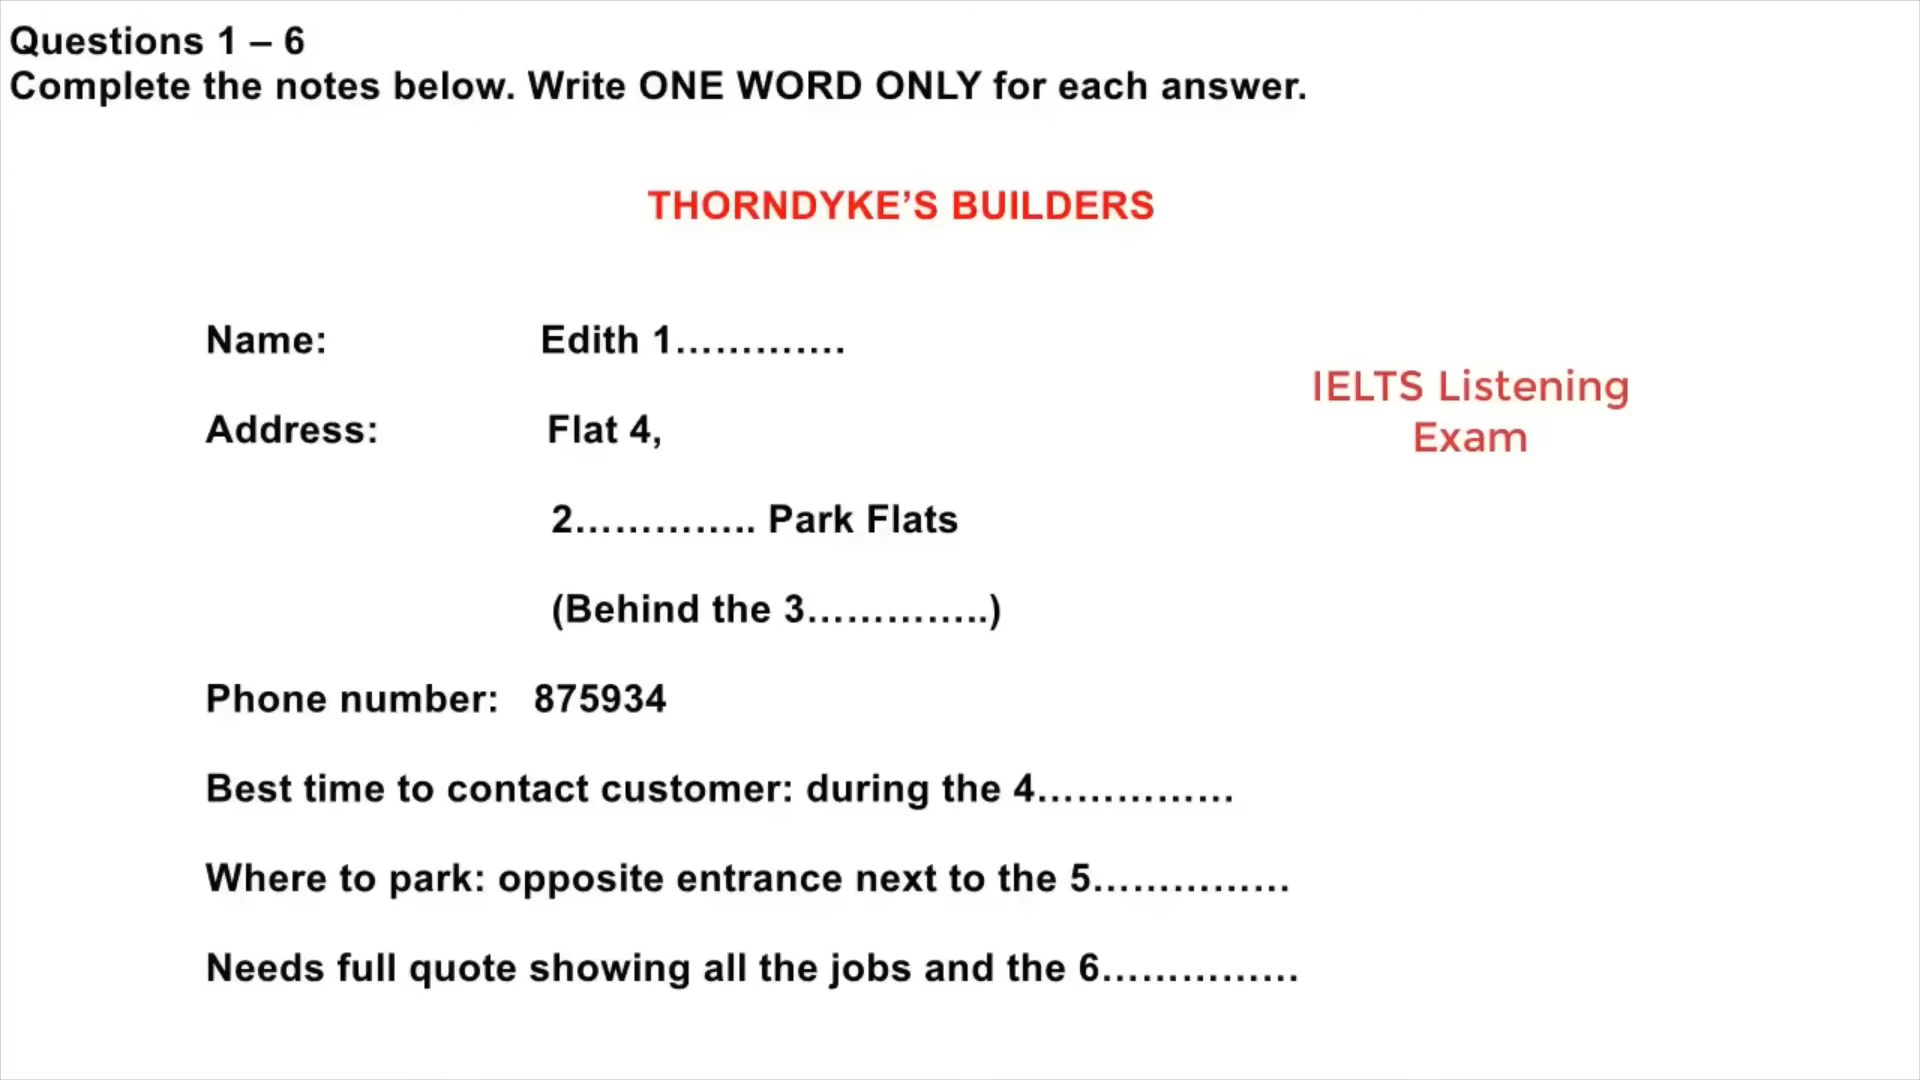 Questions 1 – 6
Complete the notes below. Write ONE WORD ONLY for each answer.
THORNDYKE’S BUILDERS
Name: Edith 1………….
IELTS Listening
Exam
Address: Flat 4,
2………….. Park Flats
(Behind the 3…………..)
Phone number: 875934
Best time to contact customer: during the 4……………
Where to park: opposite entrance next to the 5……………
Needs full quote showing all the jobs and the 6……………